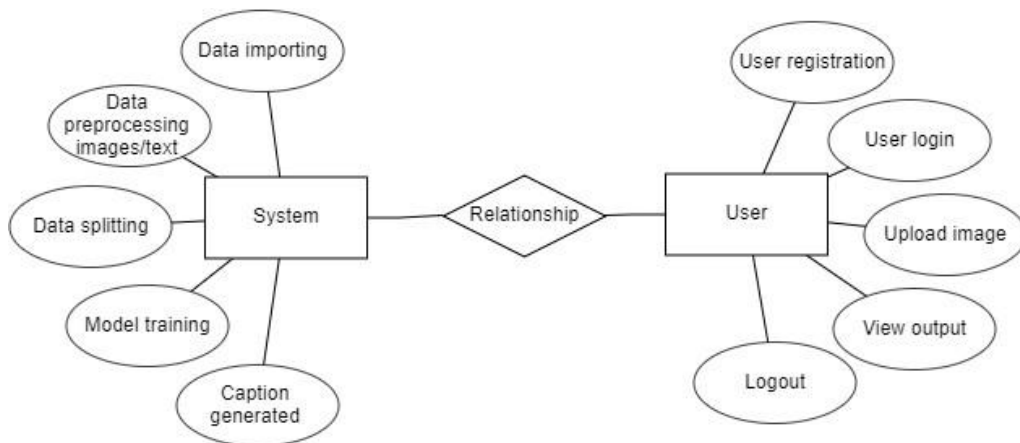 Data importing
User registration
Data
preprocessing
images/text
User login
System
Relationship
User
Data splitting
Upload image
Model training
View output
Logout
Caption
generated